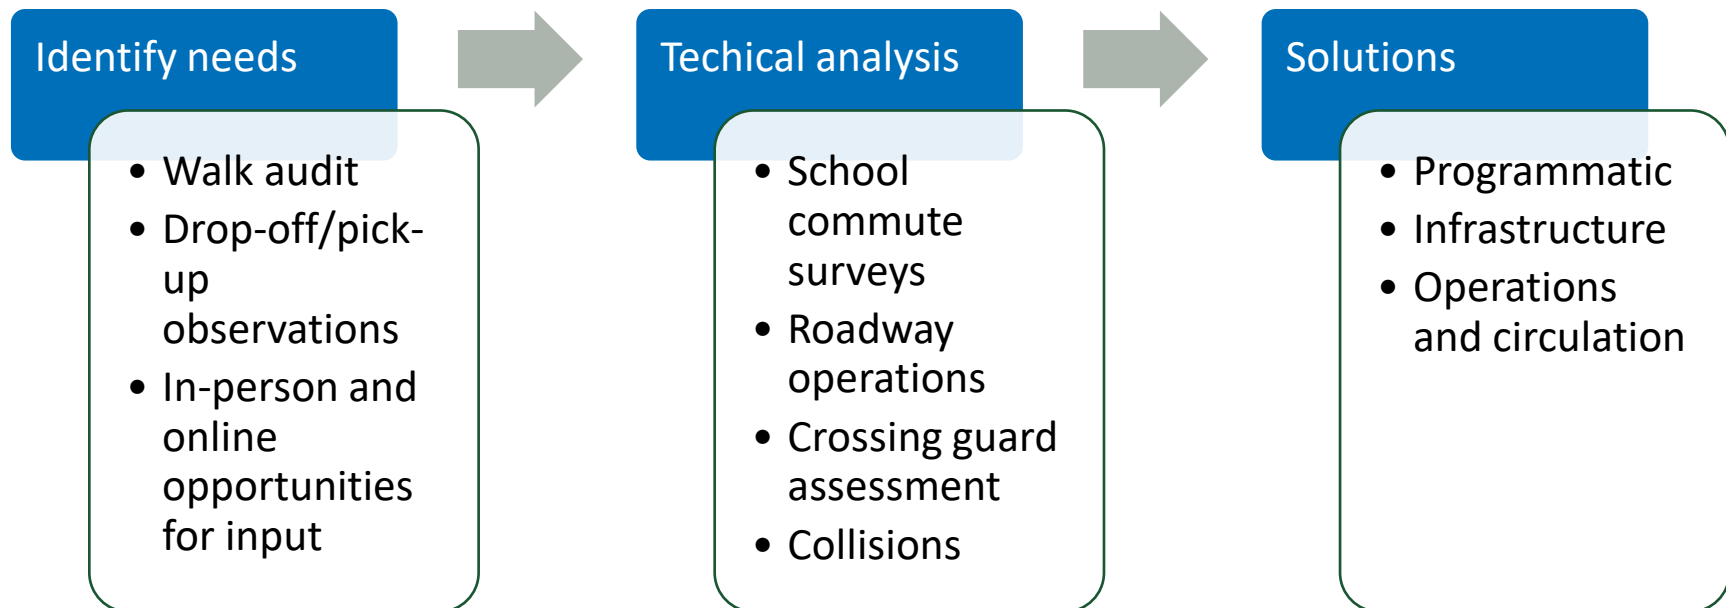 Identify needs
• Walk audit
• Drop-off/pick-
up
observations
• In-person and
online
opportunities
for input
Techical analysis
• School
commute
surveys
• Roadway
operations
• Crossing guard
assessment
• Collisions
Solutions
• Programmatic
• Infrastructure
• Operations
and circulation